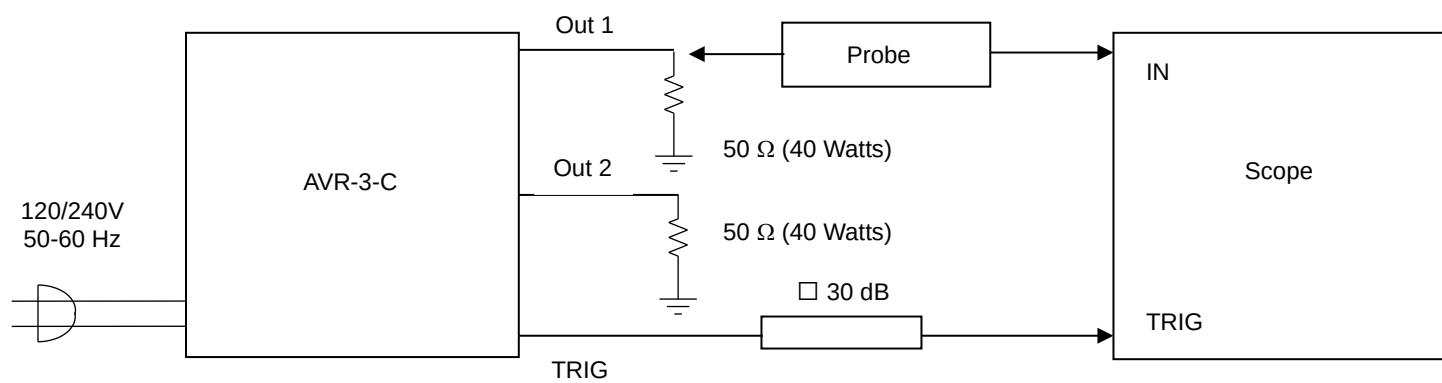 Out 1
Probe
IN
50 Ω (40 Watts)
Out 2
AVR-3-C
Scope
120/240V
50-60 Hz
50 Ω (40 Watts)
□ 30 dB
TRIG
TRIG